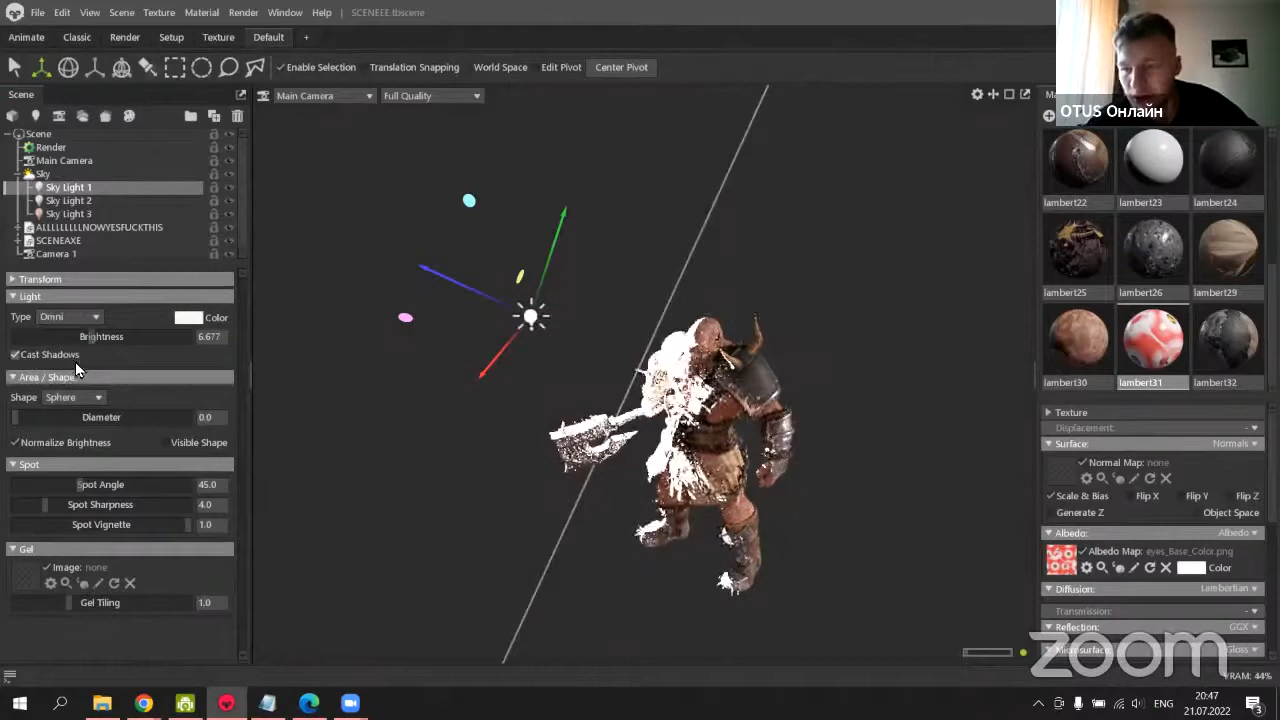 File Edit View Scene Texture Material Render Window Help SCENEEE.tbscene
Animate Classic Render Setup Texture Default +
Enable Selection Translation Snapping World Space Edit Pivot Center Pivot
OTUS Онлайн
Scene
Main Camera Full Quality
Scene
Render
Main Camera
Sky
Sky Light 1
Sky Light 2
Sky Light 3
ALLLLLLLLNOWYESFUCKTHIS
SCENEAXE
Camera 1
Transform
Light
Type Omni Color
Brightness 6.677
Cast Shadows
Area / Shape
Shape Sphere
Diameter 0.0
Normalize Brightness Visible Shape
Spot
Spot Angle 45.0
Spot Sharpness 4.0
Spot Vignette 1.0
Gel
Image: none
Gel Tiling 1.0
lambert22 lambert23 lambert24
lambert25 lambert26 lambert29
lambert30 lambert31 lambert32
Texture
Displacement: -
Surface: Normals
Normal Map: none
Scale & Bias Flip X Flip Y Flip Z
Generate Z Object Space
Albedo: Albedo
Albedo Map: eyes_Base_Color.png
Color
Diffusion: Lambertian
Transmission: -
Reflection: GGX
Microsurface: Gloss
zoom
VRAM: 44%
ENG
20:47
21.07.2022
3